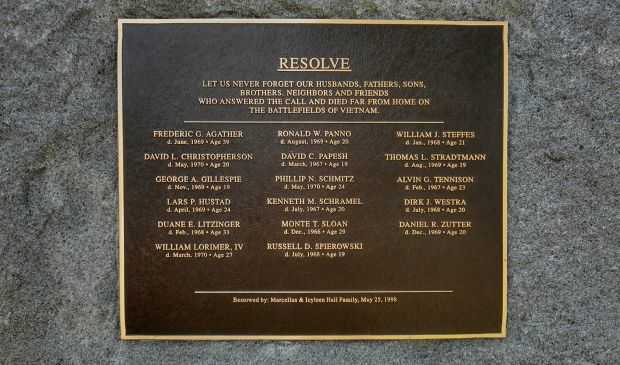 RESOLVE
LET US NEVER FORGET OUR HUSBANDS, FATHERS, SONS,
BROTHERS, NEIGHBORS AND FRIENDS
WHO ANSWERED THE CALL AND DIED FAR FROM HOME ON
THE BATTLEFIELDS OF VIETNAM.
FREDERIC G. AGATHER
d. June, 1969 • Age 39
DAVID L. CHRISTOPHERSON
d. May, 1970 • Age 20
GEORGE A. GILLESPIE
d. Nov., 1969 • Age 19
LARS P. HUSTAD
d. April, 1969 • Age 24
DUANE E. LITZINGER
d. Feb., 1968 • Age 33
WILLIAM LORIMER, IV
d. March, 1970 • Age 27
RONALD W. PANNO
d. August, 1969 • Age 20
DAVID C. PAPESH
d. March, 1967 • Age 19
PHILLIP N. SCHMITZ
d. May, 1970 • Age 24
KENNETH M. SCHRAMEL
d. July, 1967 • Age 20
MONTE T. SLOAN
d. Dec., 1966 • Age 29
RUSSELL D. SPIEROWSKI
d. July, 1968 • Age 19
WILLIAM J. STEFFES
d. Jan., 1968 • Age 21
THOMAS L. STRADTMANN
d. Aug., 1969 • Age 19
ALVIN G. TENNISON
d. Feb., 1967 • Age 23
DIRK J. WESTRA
d. July, 1968 • Age 20
DANIEL R. ZUTTER
d. Dec., 1969 • Age 20
Bestowed by: Marcellas & Icyleen Hall Family, May 25, 1998